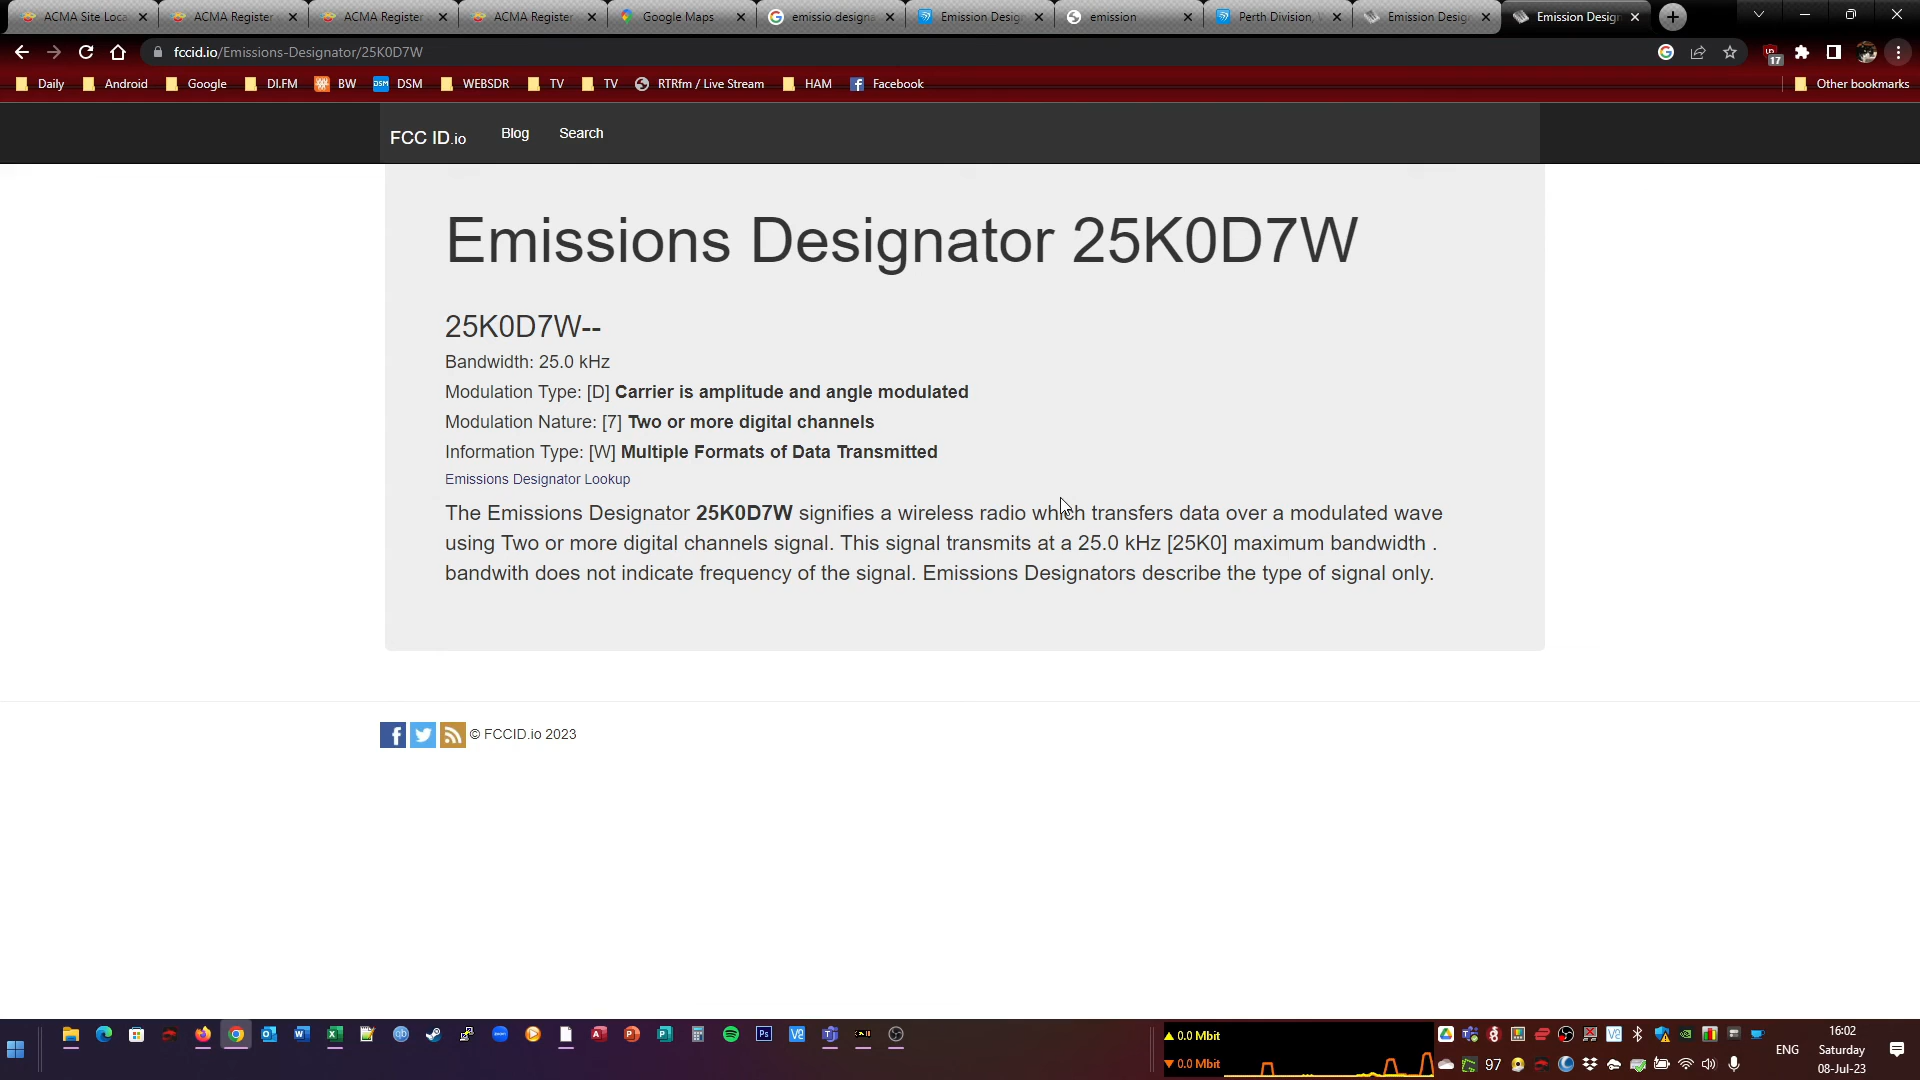 ACMA Site Loca
ACMA Register
ACMA Register
ACMA Register
Google Maps
emissio designa
Emission Desig
emission
Perth Division,
Emission Desig
Emission Design
fccid.io/Emissions-Designator/25K0D7W
17
Daily
Android
Google
DI.FM
BW
DSM
WEBSDR
TV
TV
RTRfm / Live Stream
HAM
Facebook
Other bookmarks
FCC ID.io
Blog
Search
Emissions Designator 25K0D7W
25K0D7W--
Bandwidth: 25.0 kHz
Modulation Type: [D] Carrier is amplitude and angle modulated
Modulation Nature: [7] Two or more digital channels
Information Type: [W] Multiple Formats of Data Transmitted
Emissions Designator Lookup
The Emissions Designator 25K0D7W signifies a wireless radio which transfers data over a modulated wave
using Two or more digital channels signal. This signal transmits at a 25.0 kHz [25K0] maximum bandwidth .
bandwith does not indicate frequency of the signal. Emissions Designators describe the type of signal only.
© FCCID.io 2023
0.0 Mbit
0.0 Mbit
97
ENG
16:02
Saturday
08-Jul-23